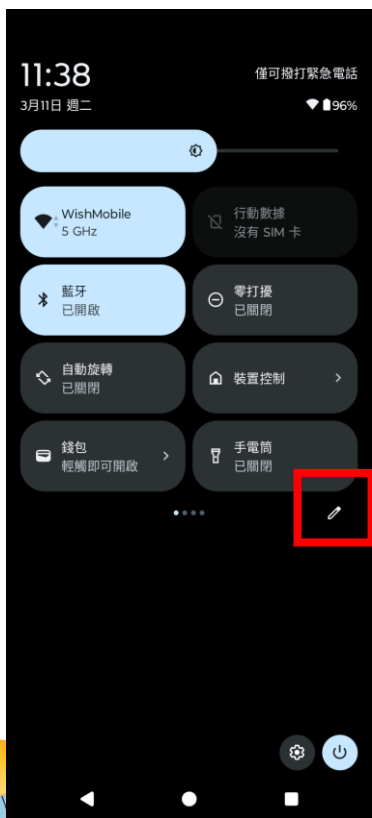 11:38
僅可撥打緊急電話
3月11日 週二
96%
WishMobile
5 GHz
行動數據
沒有 SIM 卡
藍牙
已開啟
零打擾
已關閉
自動旋轉
已關閉
裝置控制
錢包
輕觸即可開啟
手電筒
已關閉